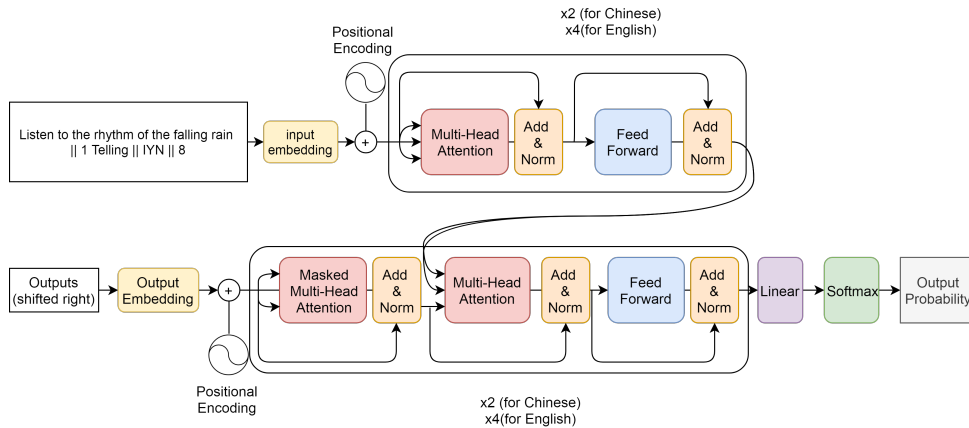 x2 (for Chinese)
x4(for English)
Positional
Encoding
Listen to the rhythm of the falling rain
|| 1 Telling || IYN || 8
input
embedding
+
Multi-Head
Attention
Add
&
Norm
Feed
Forward
Add
&
Norm
Outputs
(shifted right)
Output
Embedding
+
Positional
Encoding
Masked
Multi-Head
Attention
Add
&
Norm
Multi-Head
Attention
Add
&
Norm
Feed
Forward
Add
&
Norm
Linear
Softmax
Output
Probability
x2 (for Chinese)
x4(for English)